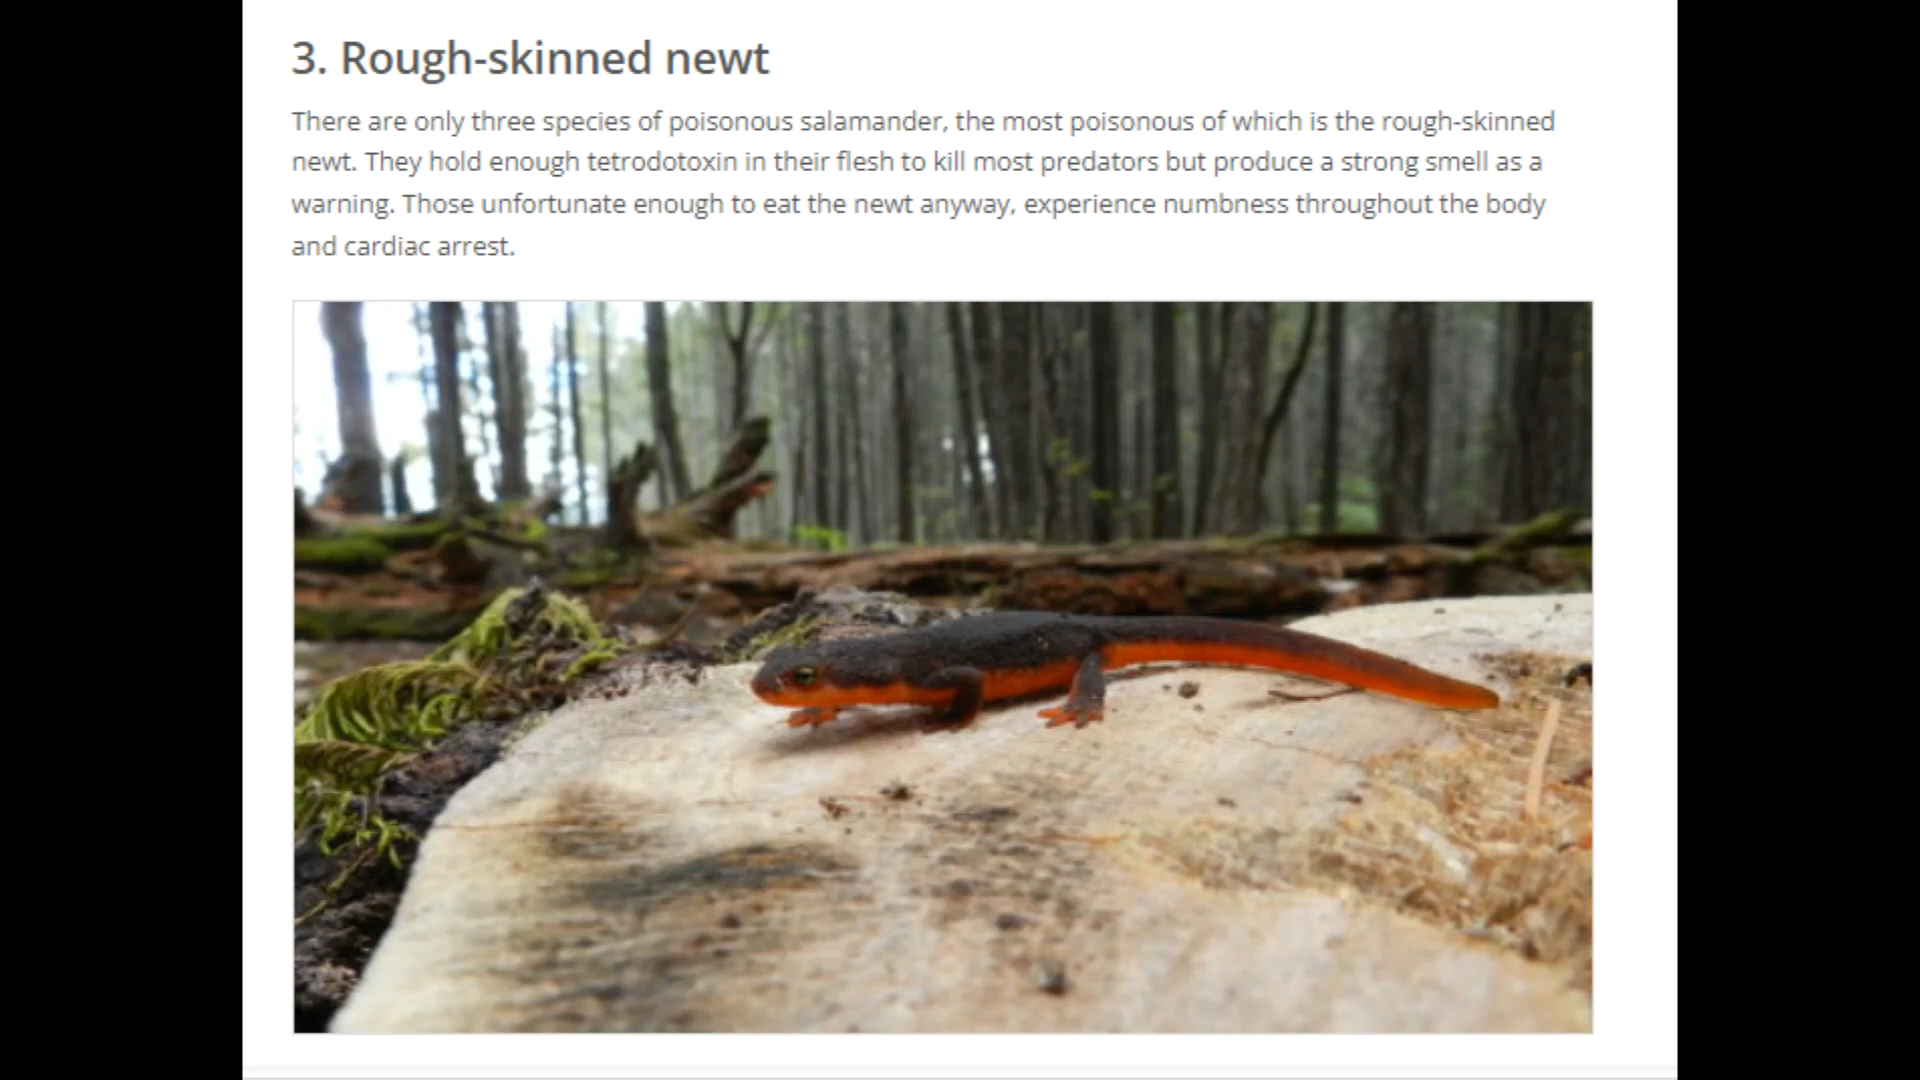 3. Rough-skinned newt
There are only three species of poisonous salamander, the most poisonous of which is the rough-skinned
newt. They hold enough tetrodotoxin in their flesh to kill most predators but produce a strong smell as a
warning. Those unfortunate enough to eat the newt anyway, experience numbness throughout the body
and cardiac arrest.